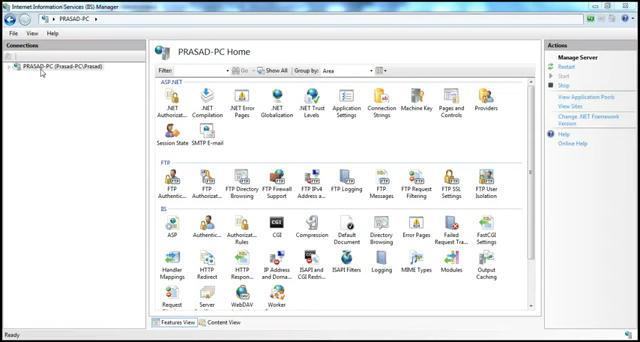 Internet Information Services (IIS) Manager
PRASAD-PC
File View Help
Connections
PRASAD-PC (Prasad-PC\Prasad)
PRASAD-PC Home
Filter: Go Show All Group by: Area
ASP.NET
.NET Authorizat... .NET Compilation .NET Error Pages .NET Globalization .NET Trust Levels Application Settings Connection Strings Machine Key Pages and Controls Providers
Session State SMTP E-mail
FTP
FTP Authentic... FTP Authorizat... FTP Directory Browsing FTP Firewall Support FTP IPv4 Address a... FTP Logging FTP Messages FTP Request Filtering FTP SSL Settings FTP User Isolation
IIS
ASP Authentic... Authorizat... Rules CGI Compression Default Document Directory Browsing Error Pages Failed Request Tra... FastCGI Settings
Handler Mappings HTTP Redirect HTTP Respon... IP Address and Doma... ISAPI and CGI Restri... ISAPI Filters Logging MIME Types Modules Output Caching
Request Server WebDAV Worker
Features View Content View
Actions
Manage Server
Restart
Start
Stop
View Application Pools
View Sites
Change .NET Framework Version
Help
Online Help
Ready